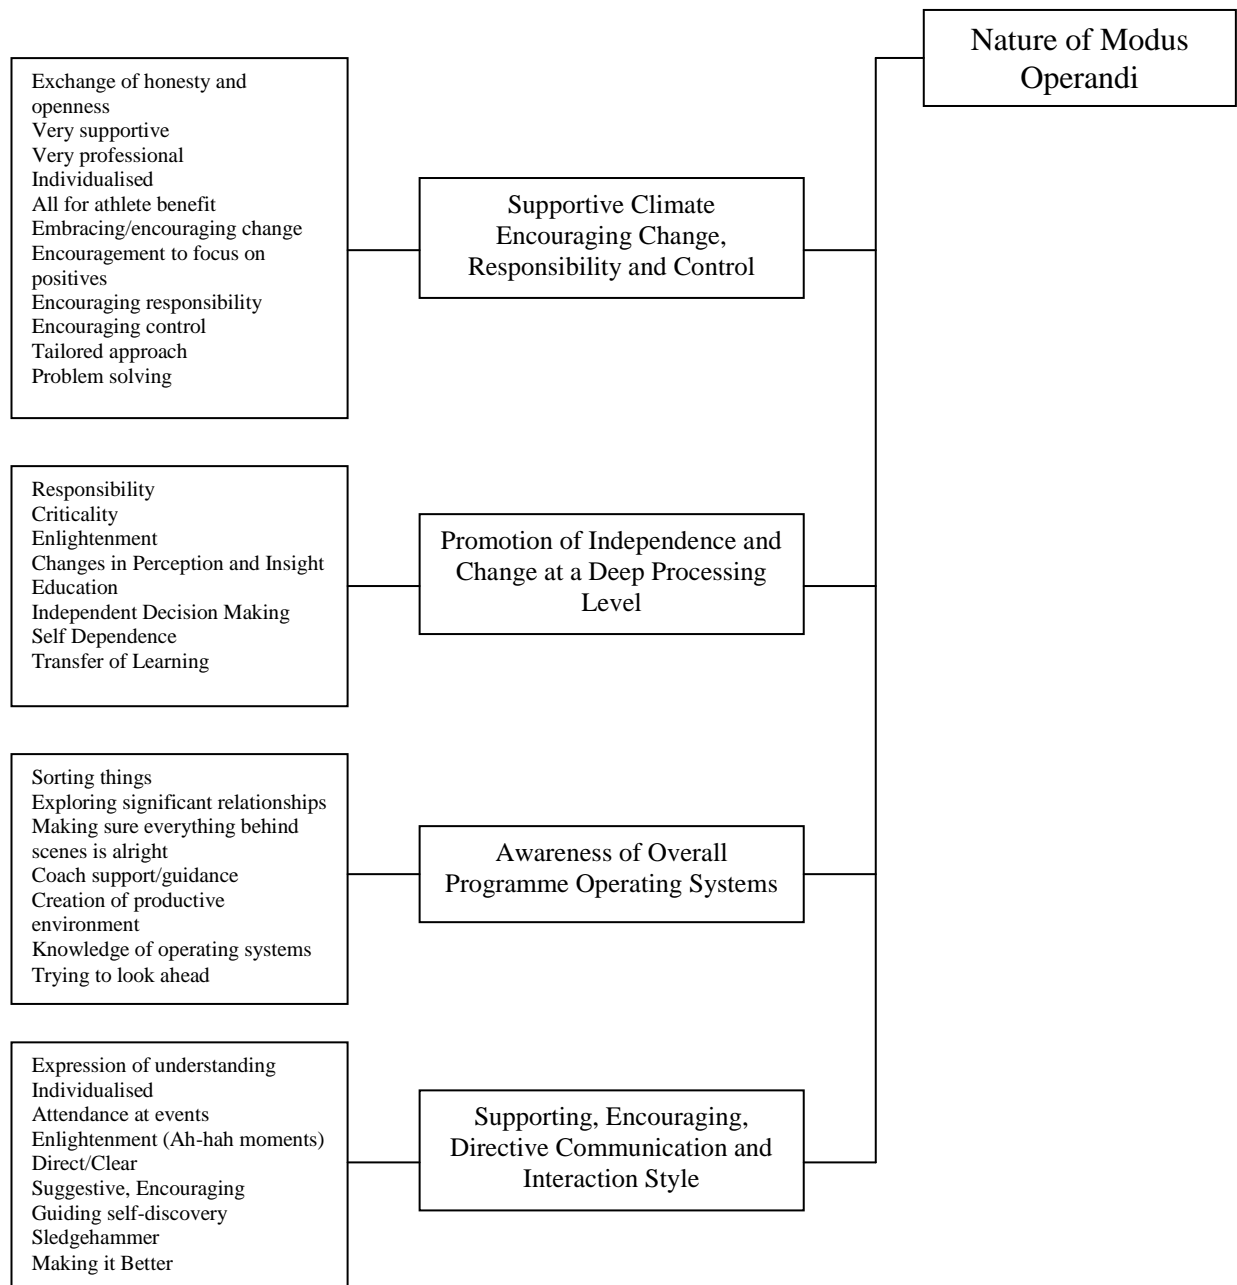 Nature of Modus
Operandi
Exchange of honesty and
openness
Very supportive
Very professional
Individualised
All for athlete benefit
Embracing/encouraging change
Encouragement to focus on
positives
Encouraging responsibility
Encouraging control
Tailored approach
Problem solving
Supportive Climate
Encouraging Change,
Responsibility and Control
Responsibility
Criticality
Enlightenment
Changes in Perception and Insight
Education
Independent Decision Making
Self Dependence
Transfer of Learning
Promotion of Independence and
Change at a Deep Processing
Level
Sorting things
Exploring significant relationships
Making sure everything behind
scenes is alright
Coach support/guidance
Creation of productive
environment
Knowledge of operating systems
Trying to look ahead
Awareness of Overall
Programme Operating Systems
Expression of understanding
Individualised
Attendance at events
Enlightenment (Ah-hah moments)
Direct/Clear
Suggestive, Encouraging
Guiding self-discovery
Sledgehammer
Making it Better
Supporting, Encouraging,
Directive Communication and
Interaction Style